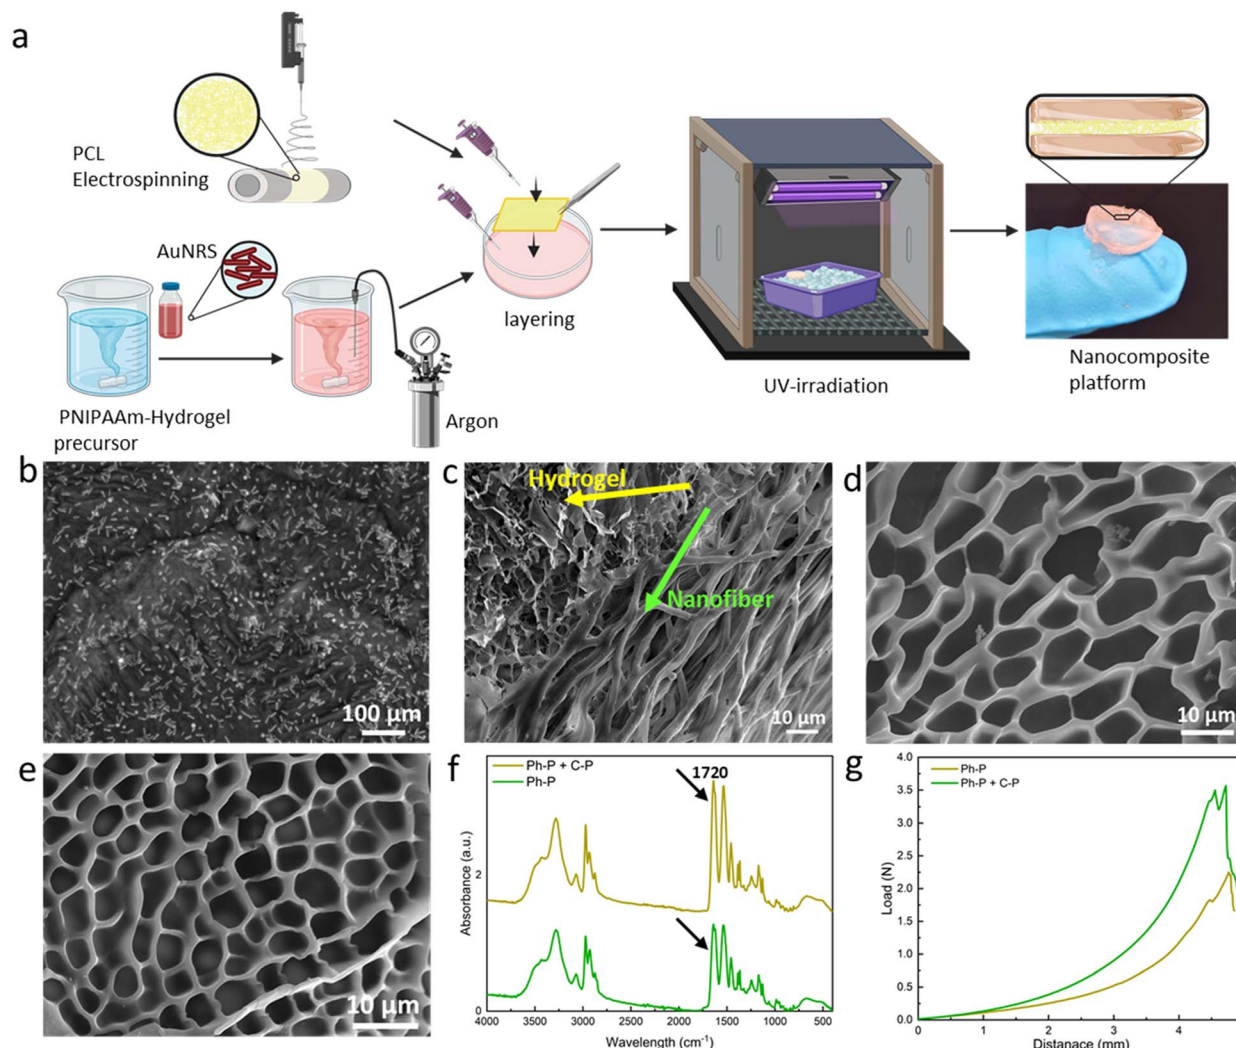 a
PCL
Electrospinning
AuNRS
layering
PNIPAAm-Hydrogel
precursor
Argon
UV-irradiation
Nanocomposite
platform
b
100 µm
c
Hydrogel
Nanofiber
10 µm
d
10 µm
e
10 µm
f
Ph-P + C-P
Ph-P
1720
Absorbance (a.u.)
2
0
4000 3500 3000 2500 2000 1500 1000 500
Wavelength (cm⁻¹)
g
Ph-P
Ph-P + C-P
Load (N)
4.0
3.5
3.0
2.5
2.0
1.5
1.0
0.5
0.0
0 1 2 3 4
Distanace (mm)